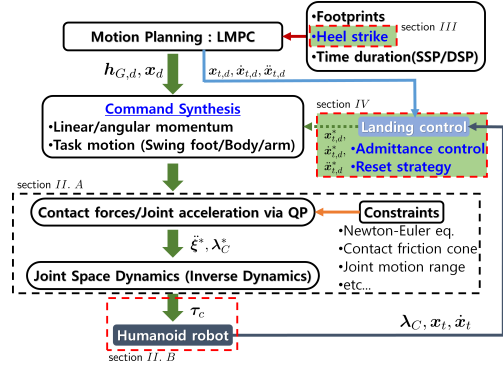 •Footprints
•Heel strike
•Time duration(SSP/DSP)
section III
Motion Planning : LMPC
h_{G,d}, x_d
x_{t,d}, ẋ_{t,d}, ẍ_{t,d}
section IV
Command Synthesis
•Linear/angular momentum
•Task motion (Swing foot/Body/arm)
x*_{t,d},
ẋ*_{t,d},
ẍ*_{t,d}
Landing control
•Admittance control
•Reset strategy
section II. A
Contact forces/Joint acceleration via QP
Constraints
•Newton-Euler eq.
•Contact friction cone
•Joint motion range
•etc...
ξ̈*, λ*_C
Joint Space Dynamics (Inverse Dynamics)
τ_c
Humanoid robot
λ_C, x_t, ẋ_t
section II. B